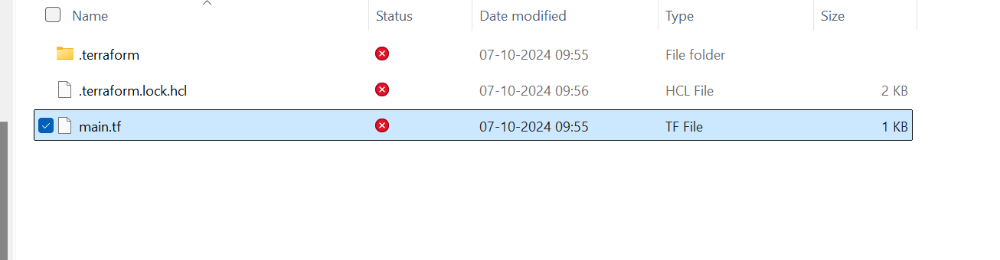 Name Status Date modified Type Size
.terraform 07-10-2024 09:55 File folder
.terraform.lock.hcl 07-10-2024 09:56 HCL File 2 KB
main.tf 07-10-2024 09:55 TF File 1 KB